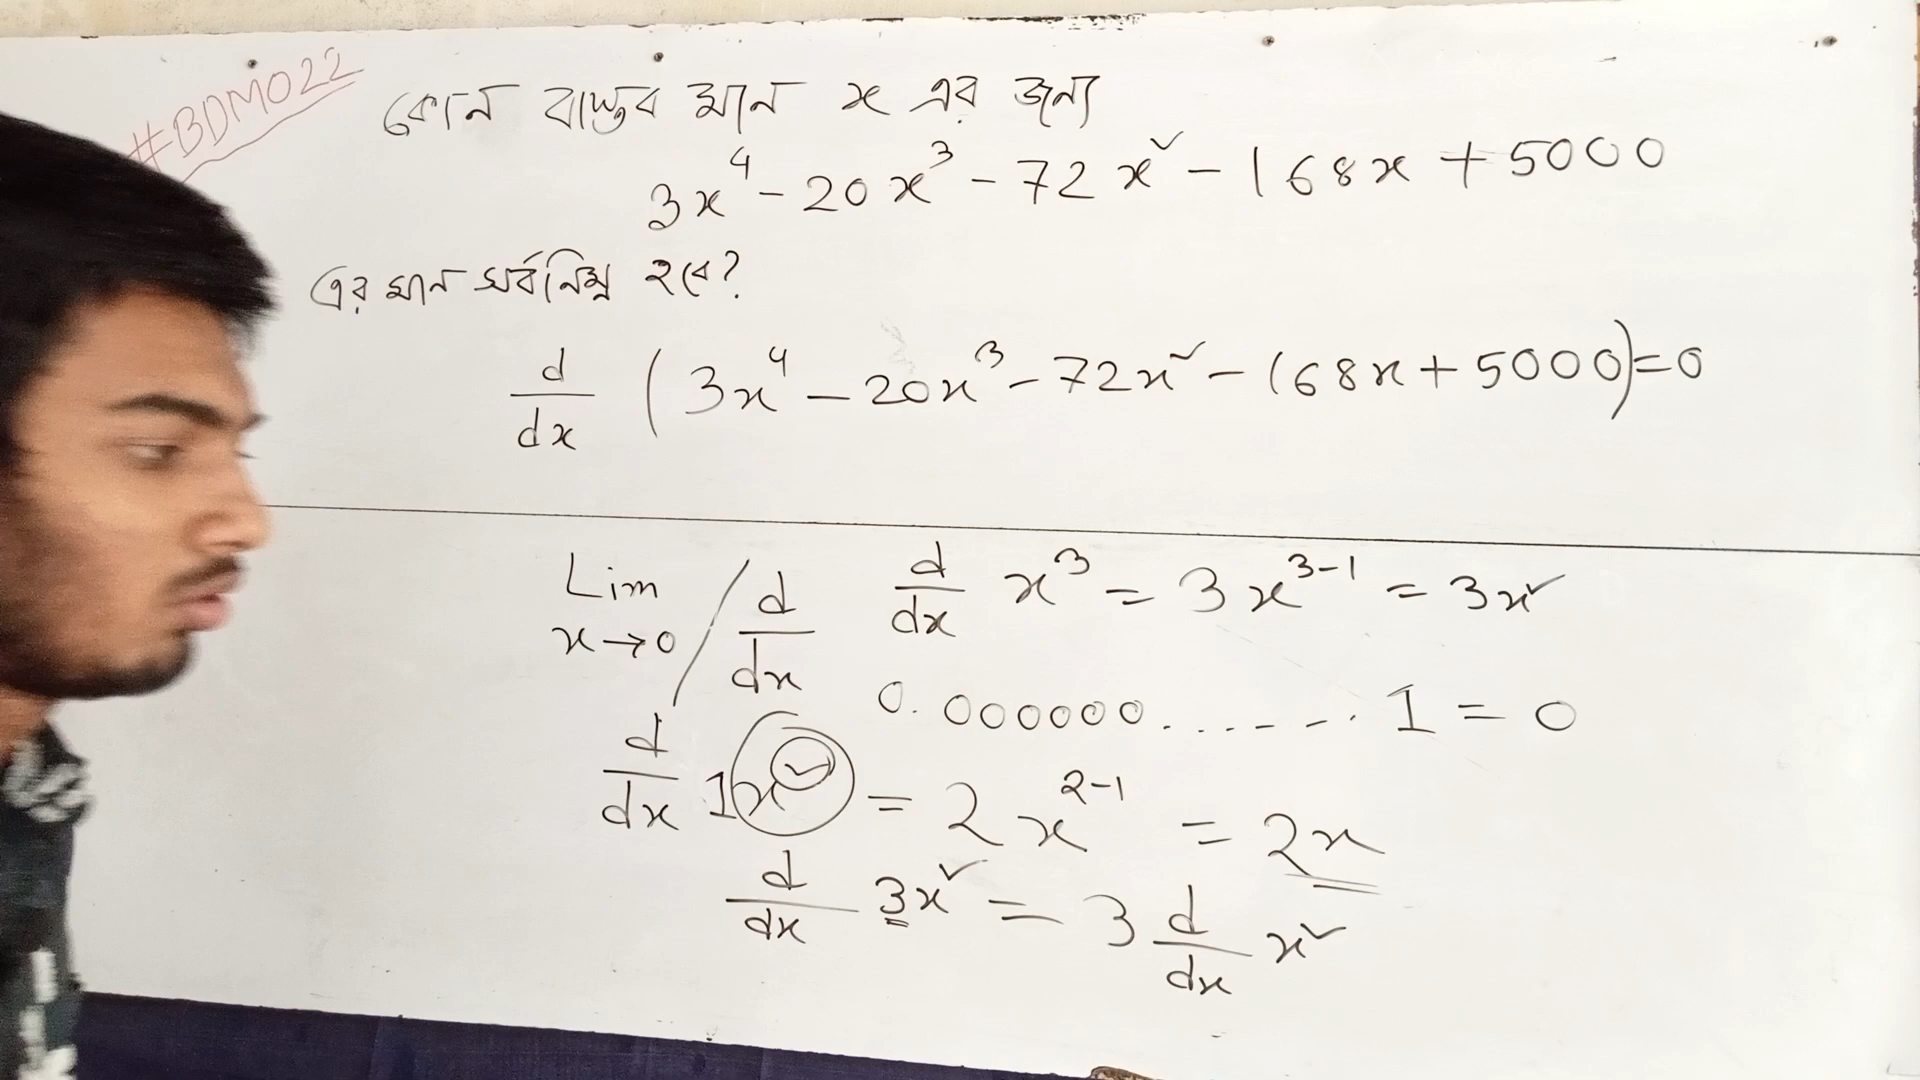 #BDMO22
কোন বাস্তব মান x এর জন্য
3x⁴ - 20x³ - 72x² - 168x + 5000
এর মান সর্বনিম্ন হবে?
d/dx (3x⁴ - 20x³ - 72x² - 168x + 5000) = 0
Lim x→0 / d/dx
d/dx x³ = 3x³⁻¹ = 3x²
0.000000......1 = 0
d/dx 1x² = 2x²⁻¹ = 2x
d/dx 3x² = 3 d/dx x²